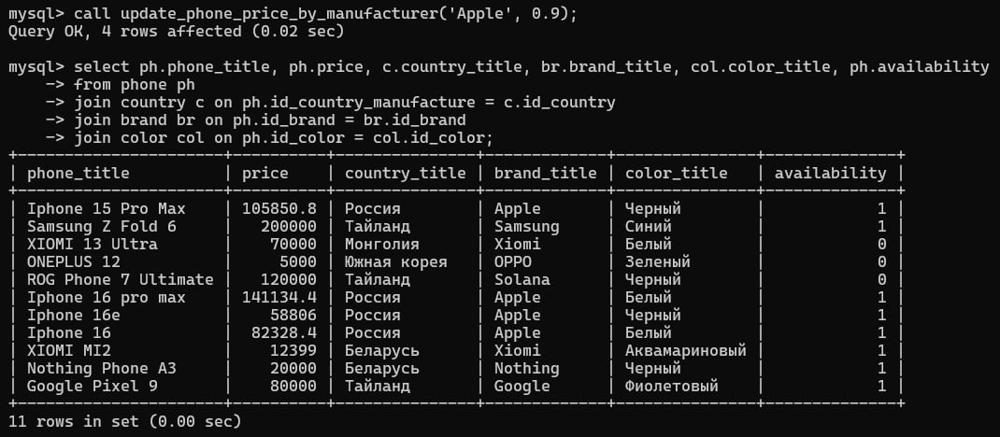 mysql> call update_phone_price_by_manufacturer('Apple', 0.9);
Query OK, 4 rows affected (0.02 sec)
mysql> select ph.phone_title, ph.price, c.country_title, br.brand_title, col.color_title, ph.availability
    -> from phone ph
    -> join country c on ph.id_country_manufacture = c.id_country
    -> join brand br on ph.id_brand = br.id_brand
    -> join color col on ph.id_color = col.id_color;
+----------------------+----------+---------------+-------------+---------------+--------------+
| phone_title          | price    | country_title | brand_title | color_title   | availability |
+----------------------+----------+---------------+-------------+---------------+--------------+
| Iphone 15 Pro Max    | 105850.8 | Россия        | Apple       | Черный        |            1 |
| Samsung Z Fold 6     |   200000 | Тайланд       | Samsung     | Синий         |            1 |
| XIOMI 13 Ultra       |    70000 | Монголия      | Xiomi       | Белый         |            0 |
| ONEPLUS 12           |     5000 | Южная корея   | OPPO        | Зеленый       |            0 |
| ROG Phone 7 Ultimate |   120000 | Тайланд       | Solana      | Черный        |            0 |
| Iphone 16 pro max    | 141134.4 | Россия        | Apple       | Белый         |            1 |
| Iphone 16e           |    58806 | Россия        | Apple       | Черный        |            1 |
| Iphone 16            |  82328.4 | Россия        | Apple       | Белый         |            1 |
| XIOMI MI2            |    12399 | Беларусь      | Xiomi       | Аквамариновый |            1 |
| Nothing Phone A3     |    20000 | Беларусь      | Nothing     | Черный        |            1 |
| Google Pixel 9       |    80000 | Тайланд       | Google      | Фиолетовый    |            1 |
+----------------------+----------+---------------+-------------+---------------+--------------+
11 rows in set (0.00 sec)